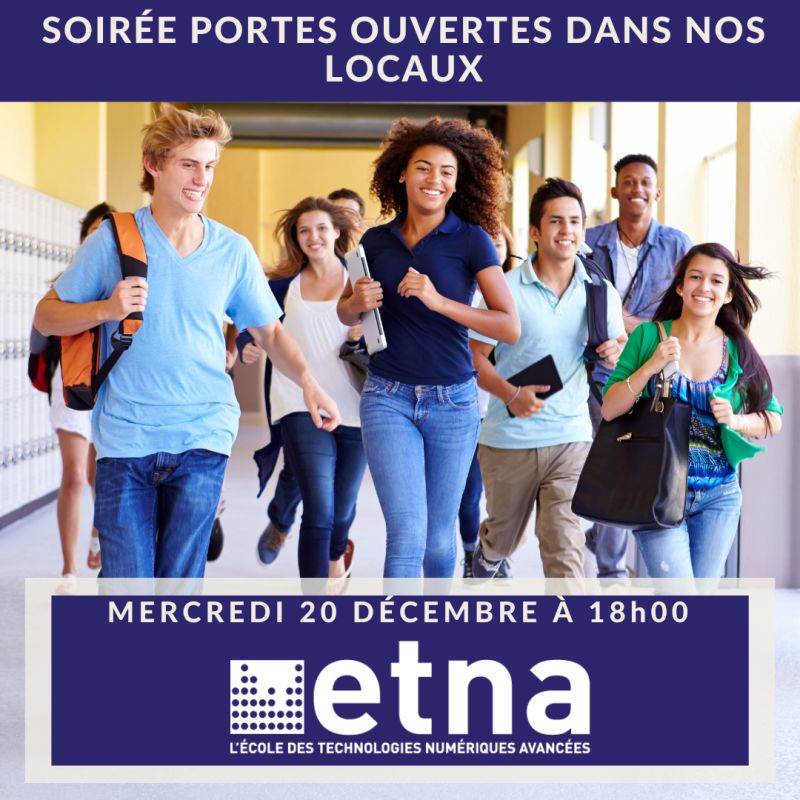 SOIRÉE PORTES OUVERTES DANS NOS
LOCAUX
MERCREDI 20 DÉCEMBRE À 18h00
etna
L'ÉCOLE DES TECHNOLOGIES NUMÉRIQUES AVANCÉES